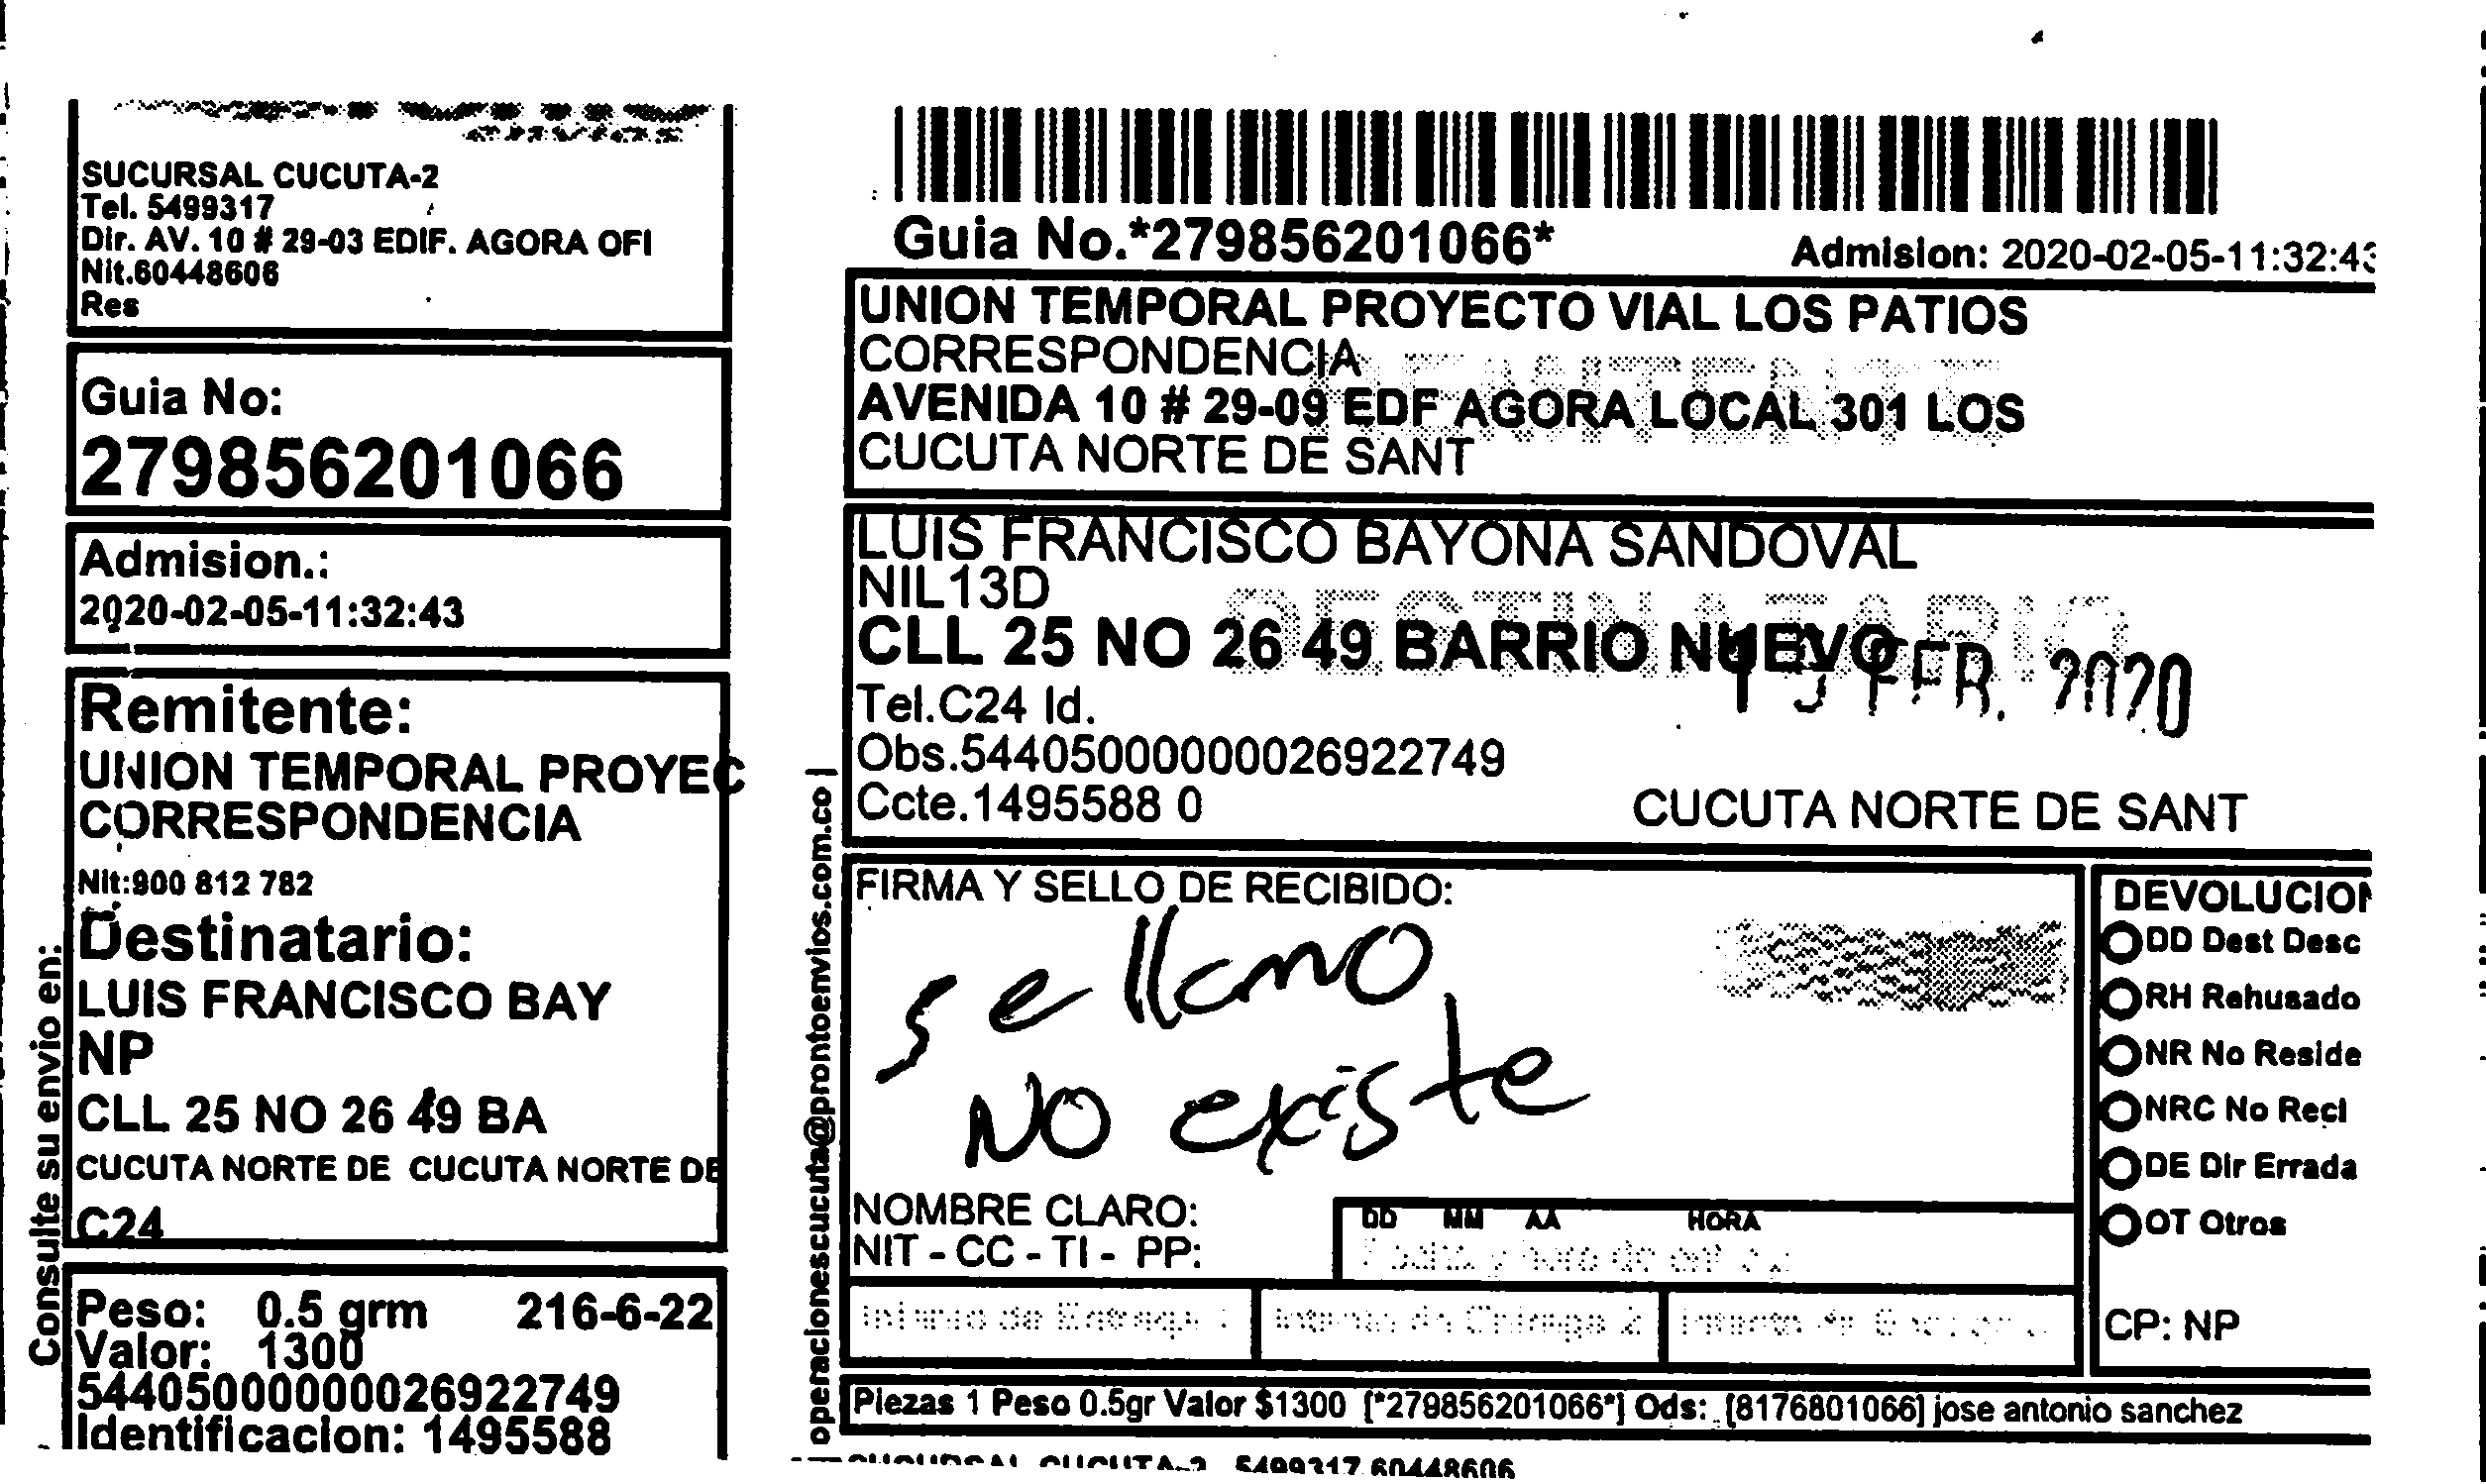 SUCURSAL CUCUTA-2
Tel. 5499317
Dir. AV. 10 # 29-03 EDIF. AGORA OFI
Nit.60448606
Res
Guia No:
279856201066
Admision.:
2020-02-05-11:32:43
Remitente:
UNION TEMPORAL PROYEC
CORRESPONDENCIA
Nit:900 812 782
Destinatario:
LUIS FRANCISCO BAY
NP
CLL 25 NO 26 49 BA
CUCUTA NORTE DE CUCUTA NORTE DE
C24
Peso: 0.5 grm 216-6-22
Valor: 1300
544050000000026922749
Identificacion: 1495588
Consulte su envio en:
operacionescucuta@prontoenvios.com.co |
Guia No.*279856201066*
Admision: 2020-02-05-11:32:43
UNION TEMPORAL PROYECTO VIAL LOS PATIOS
CORRESPONDENCIA
REMITENTE
AVENIDA 10 # 29-09 EDF AGORA LOCAL 301 LOS
CUCUTA NORTE DE SANT
LUIS FRANCISCO BAYONA SANDOVAL
NIL13D
DESTINATARIO
CLL 25 NO 26 49 BARRIO NUEVO
FER. 2020
Tel.C24 Id.
Obs.544050000000026922749
Ccte.1495588 0
CUCUTA NORTE DE SANT
FIRMA Y SELLO DE RECIBIDO:
se llamo
NO existe
NOMBRE CLARO:
NIT - CC - TI - PP:
DD MM AA HORA
DEVOLUCION
DD Dest Desc
RH Rehusado
NR No Reside
NRC No Reci
DE Dir Errada
OT Otros
CP: NP
Piezas 1 Peso 0.5gr Valor $1300 [*279856201066*] Ods: [8176801066] jose antonio sanchez
SUCURSAL CUCUTA-2 5499317 60448606